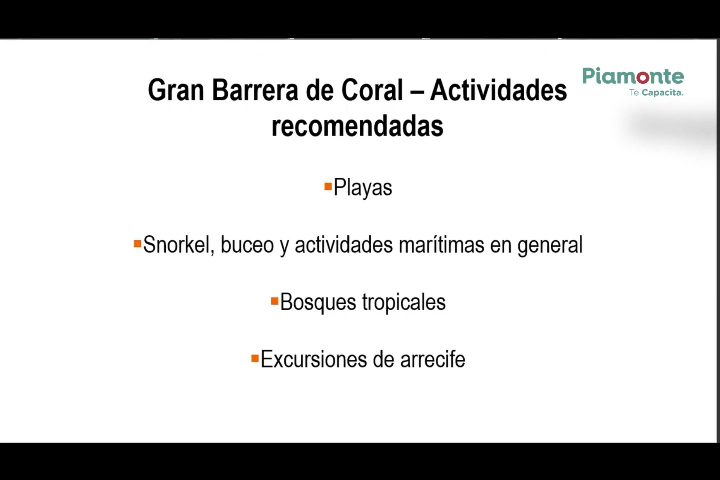 Gran Barrera de Coral – Actividades
recomendadas
Piamonte
Te Capacita.
▪Playas
▪Snorkel, buceo y actividades marítimas en general
▪Bosques tropicales
▪Excursiones de arrecife